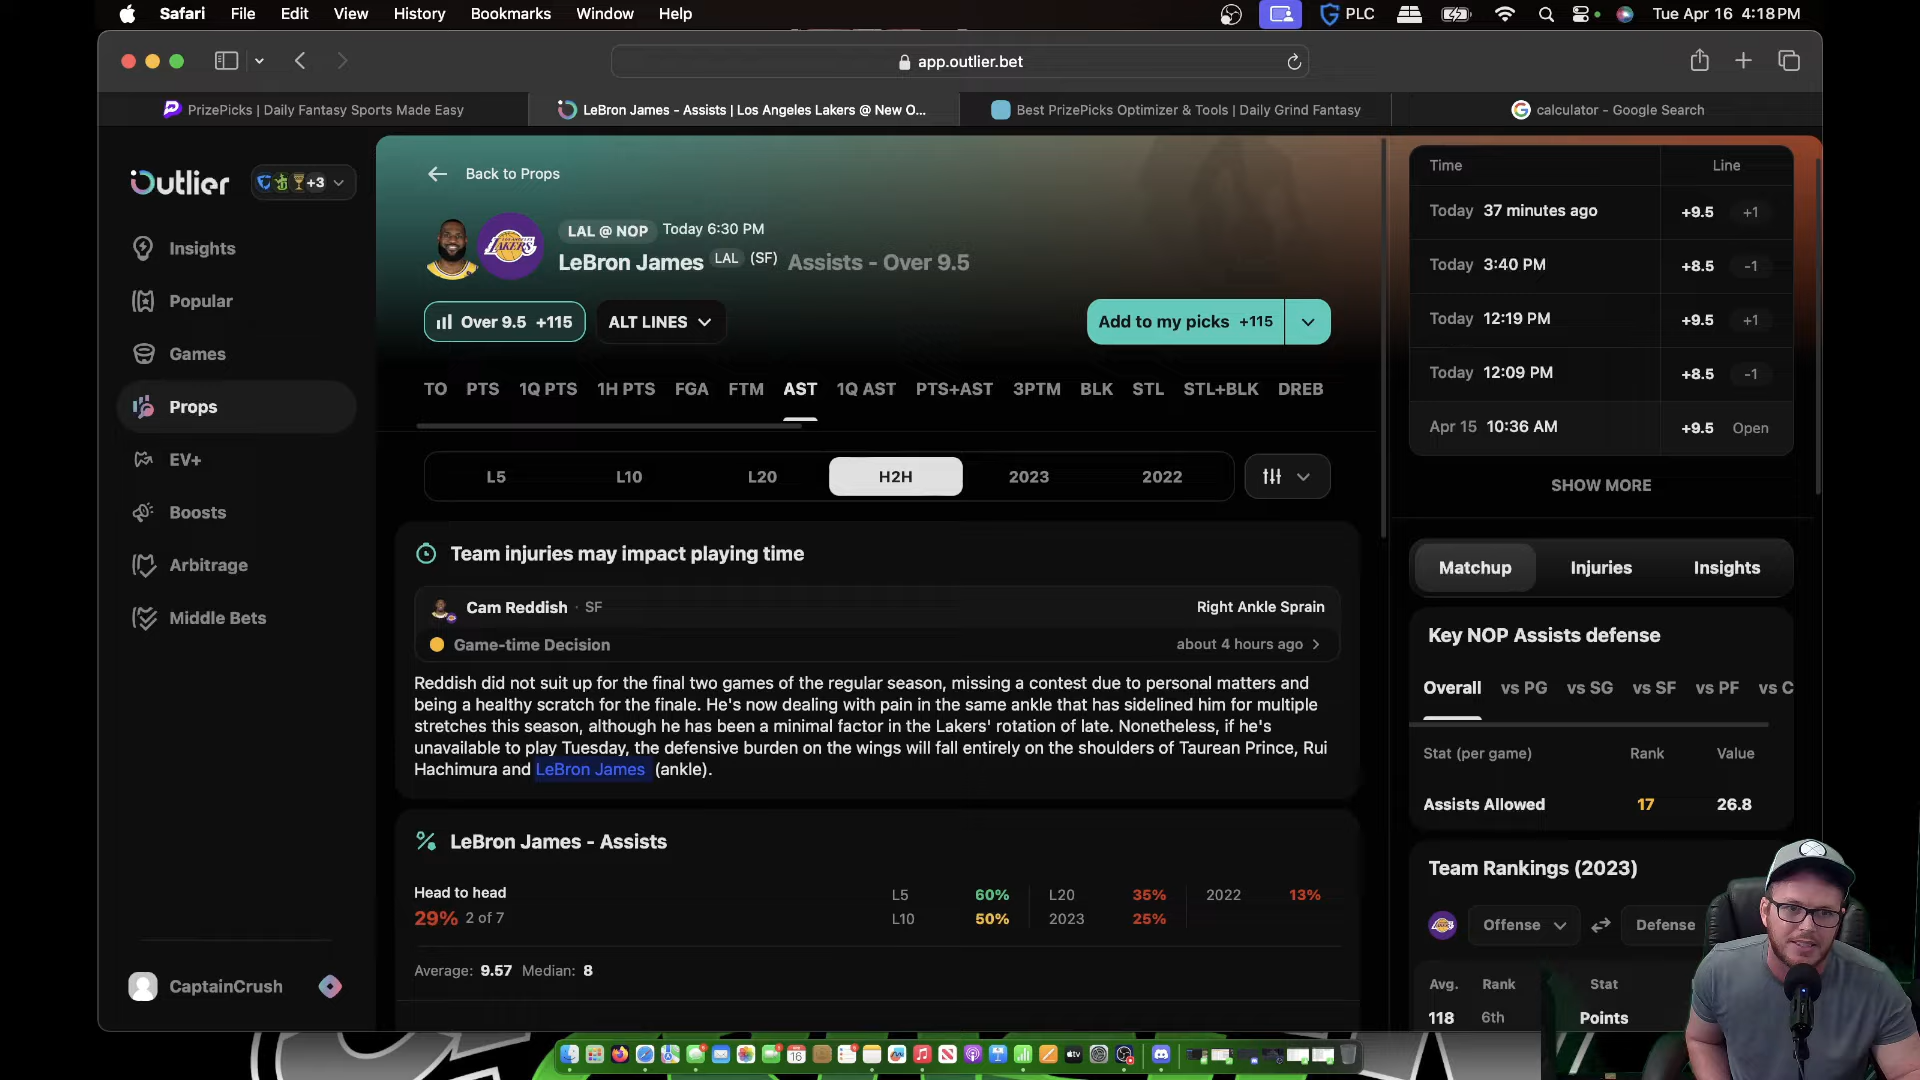 Safari File Edit View History Bookmarks Window Help
PLC Tue Apr 16 4:18 PM
app.outlier.bet
PrizePicks | Daily Fantasy Sports Made Easy
LeBron James - Assists | Los Angeles Lakers @ New O...
Best PrizePicks Optimizer & Tools | Daily Grind Fantasy
calculator - Google Search
Outlier
+3
Insights
Popular
Games
Props
EV+
Boosts
Arbitrage
Middle Bets
CaptainCrush
Back to Props
LAL @ NOP Today 6:30 PM
LeBron James LAL (SF) Assists - Over 9.5
Over 9.5 +115
ALT LINES
Add to my picks +115
TO PTS 1Q PTS 1H PTS FGA FTM AST 1Q AST PTS+AST 3PTM BLK STL STL+BLK DREB
L5 L10 L20 H2H 2023 2022
Team injuries may impact playing time
Cam Reddish · SF Right Ankle Sprain
Game-time Decision about 4 hours ago
Reddish did not suit up for the final two games of the regular season, missing a contest due to personal matters and
being a healthy scratch for the finale. He's now dealing with pain in the same ankle that has sidelined him for multiple
stretches this season, although he has been a minimal factor in the Lakers' rotation of late. Nonetheless, if he's
unavailable to play Tuesday, the defensive burden on the wings will fall entirely on the shoulders of Taurean Prince, Rui
Hachimura and LeBron James (ankle).
LeBron James - Assists
Head to head
29% 2 of 7
L5 60% L20 35% 2022 13%
L10 50% 2023 25%
Average: 9.57 Median: 8
Time Line
Today 37 minutes ago +9.5 +1
Today 3:40 PM +8.5 -1
Today 12:19 PM +9.5 +1
Today 12:09 PM +8.5 -1
Apr 15 10:36 AM +9.5 Open
SHOW MORE
Matchup Injuries Insights
Key NOP Assists defense
Overall vs PG vs SG vs SF vs PF vs C
Stat (per game) Rank Value
Assists Allowed 17 26.8
Team Rankings (2023)
Offense Defense
Avg. Rank Stat
118 6th Points